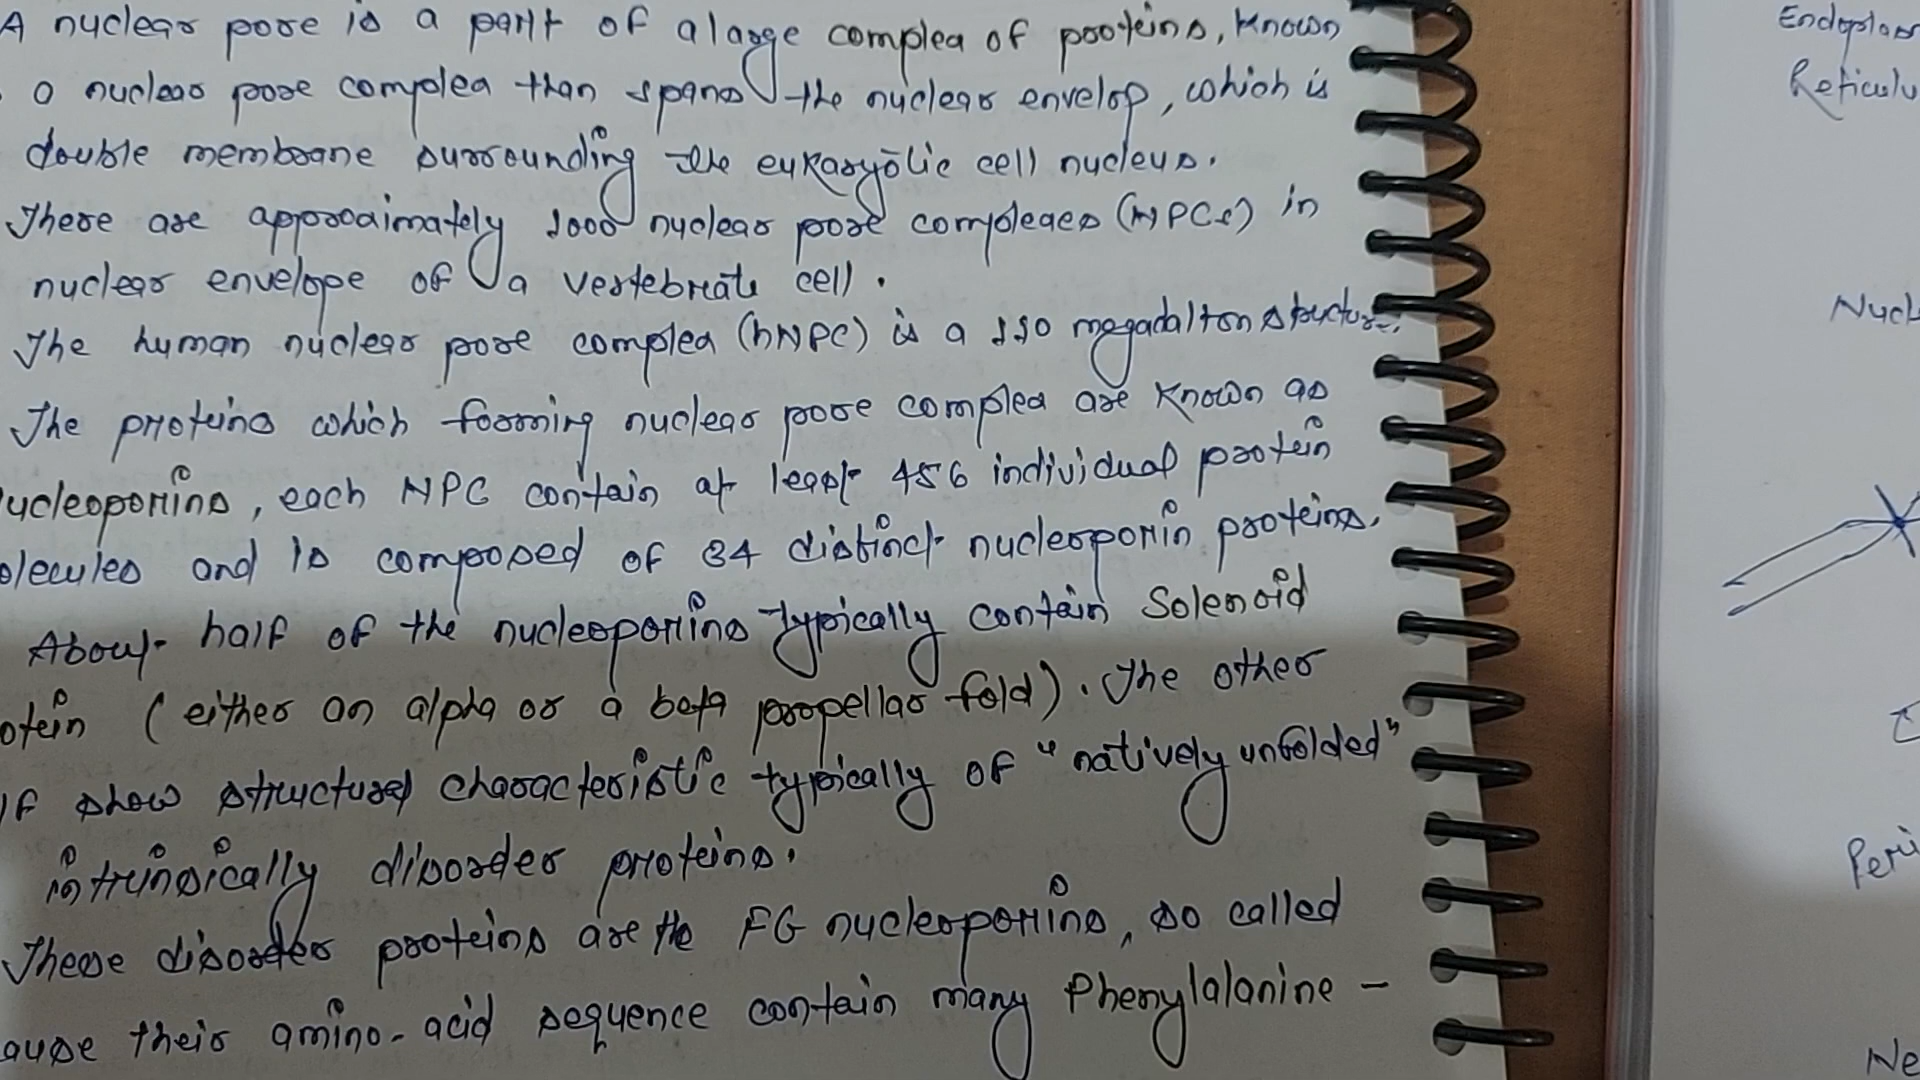 A nuclear pore is a part of a large complex of proteins, known
a nuclear pore complex than spans the nuclear envelop, which is
double membrane surrounding the eukaryotic cell nucleus.
There are approximately 1000 nuclear pore complexes (NPCs) in
nuclear envelope of a vertebrate cell.
The human nuclear pore complex (hNPC) is a 110 megadalton structure.
The proteins which forming nuclear pore complex are known as
ucleoporins, each NPC contain at least 456 individual protein
olecules and is composed of 34 distinct nucleoporin proteins.
About half of the nucleoporins typically contain Solenoid
otein (either an alpha or a beta propellar fold). The other
lf show structured characteristic typically of "natively unfolded"
intrinsically disorder proteins.
These disorder proteins are the FG nucleoporins, so called
ause their amino-acid sequence contain many Phenylalanine -
Endoplas
Reticulu
Nucl
Peri
Ne